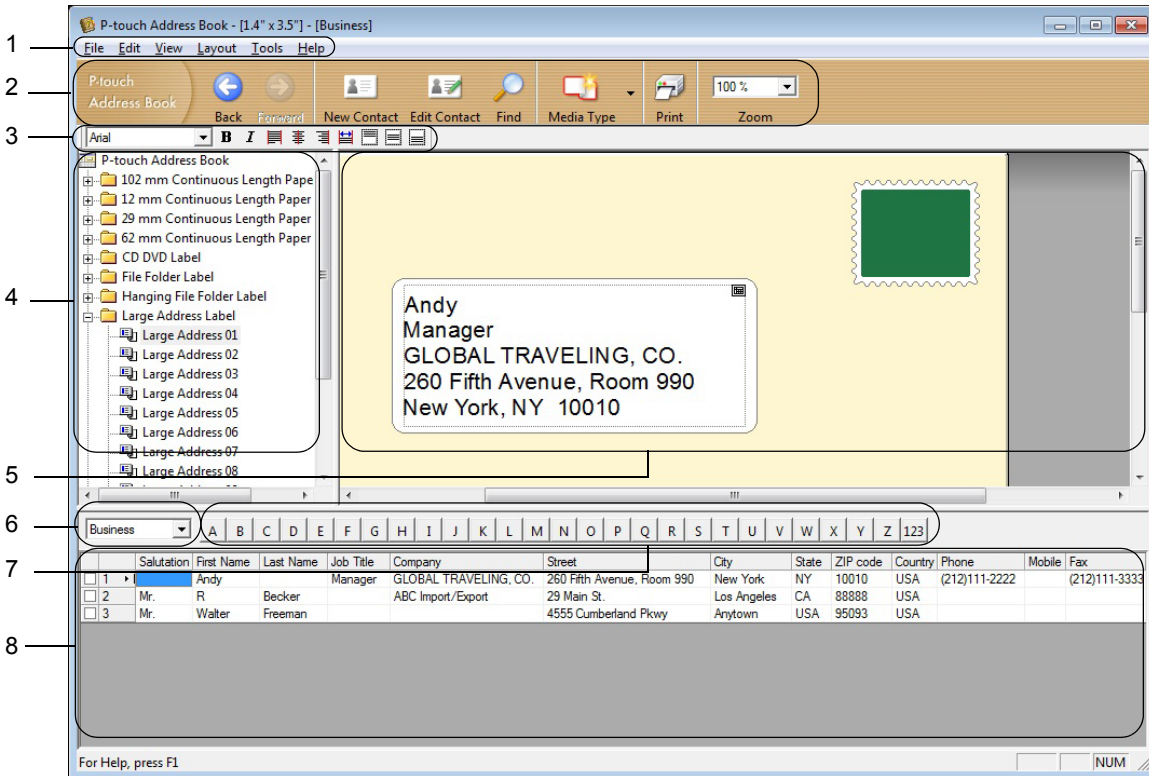 P-touch Address Book - [1.4" x 3.5"] - [Business]
1
File Edit View Layout Tools Help
2
P-touch
Address Book
Back Forward New Contact Edit Contact Find Media Type Print 100 % Zoom
3
Arial B I
4
P-touch Address Book
102 mm Continuous Length Pape
12 mm Continuous Length Paper
29 mm Continuous Length Paper
62 mm Continuous Length Paper
CD DVD Label
File Folder Label
Hanging File Folder Label
Large Address Label
Large Address 01
Large Address 02
Large Address 03
Large Address 04
Large Address 05
Large Address 06
Large Address 07
Large Address 08
Andy
Manager
GLOBAL TRAVELING, CO.
260 Fifth Avenue, Room 990
New York, NY 10010
5
6
Business A B C D E F G H I J K L M N O P Q R S T U V W X Y Z 123
7
Salutation First Name Last Name Job Title Company Street City State ZIP code Country Phone Mobile Fax
1 Andy Manager GLOBAL TRAVELING, CO. 260 Fifth Avenue, Room 990 New York NY 10010 USA (212)111-2222 (212)111-3333
2 Mr. R Becker ABC Import/Export 29 Main St. Los Angeles CA 88888 USA
3 Mr. Walter Freeman 4555 Cumberland Pkwy Anytown USA 95093 USA
8
For Help, press F1 NUM